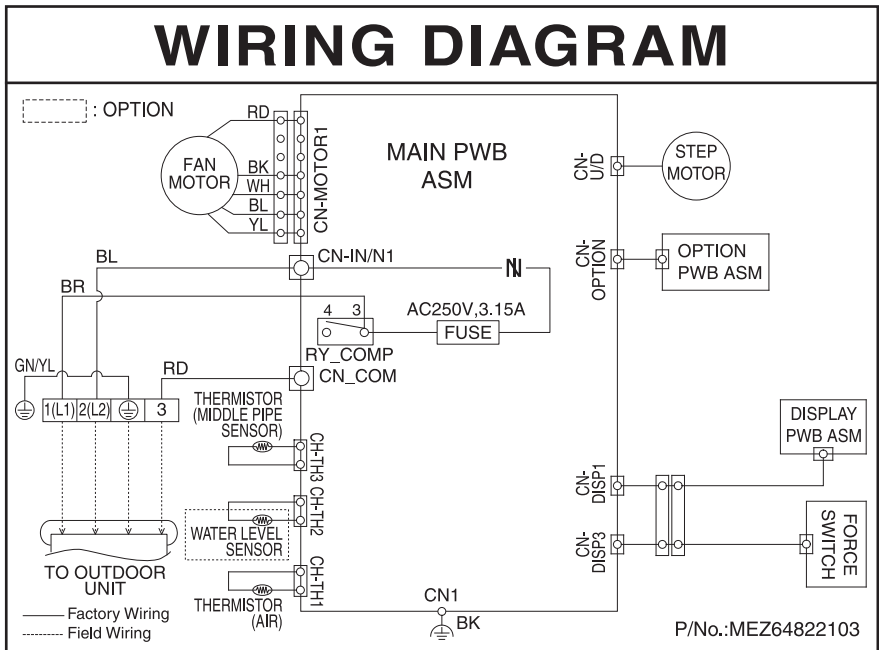 WIRING DIAGRAM
: OPTION
FAN
MOTOR
RD
BK
WH
BL
YL
CN-MOTOR1
MAIN PWB
ASM
CN-
U/D
STEP
MOTOR
CN-
OPTION
OPTION
PWB ASM
BL
CN-IN/N1
BR
AC250V,3.15A
FUSE
4 3
RY_COMP
CN_COM
GN/YL
RD
1(L1) 2(L2) 3
THERMISTOR
(MIDDLE PIPE
SENSOR)
CH-TH3
WATER LEVEL
SENSOR
CH-TH2
THERMISTOR
(AIR)
CH-TH1
DISPLAY
PWB ASM
CN-
DISP1
CN-
DISP3
FORCE
SWITCH
TO OUTDOOR
UNIT
Factory Wiring
Field Wiring
CN1
BK
P/No.:MEZ64822103